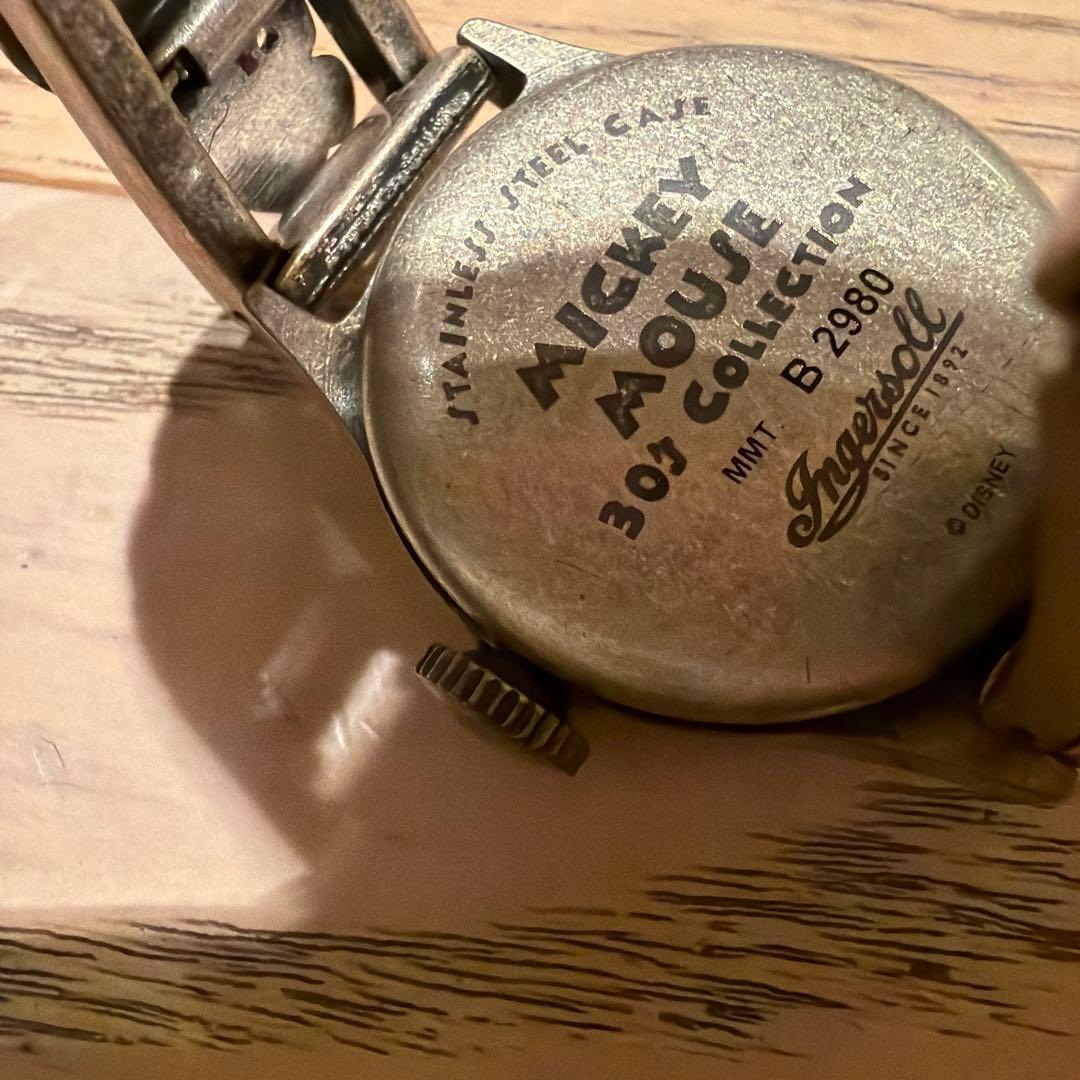 STAINLESS STEEL CASE
MICKEY
MOUSE
30s COLLECTION
MMT. B 2980
Ingersoll
SINCE 1892
© DISNEY